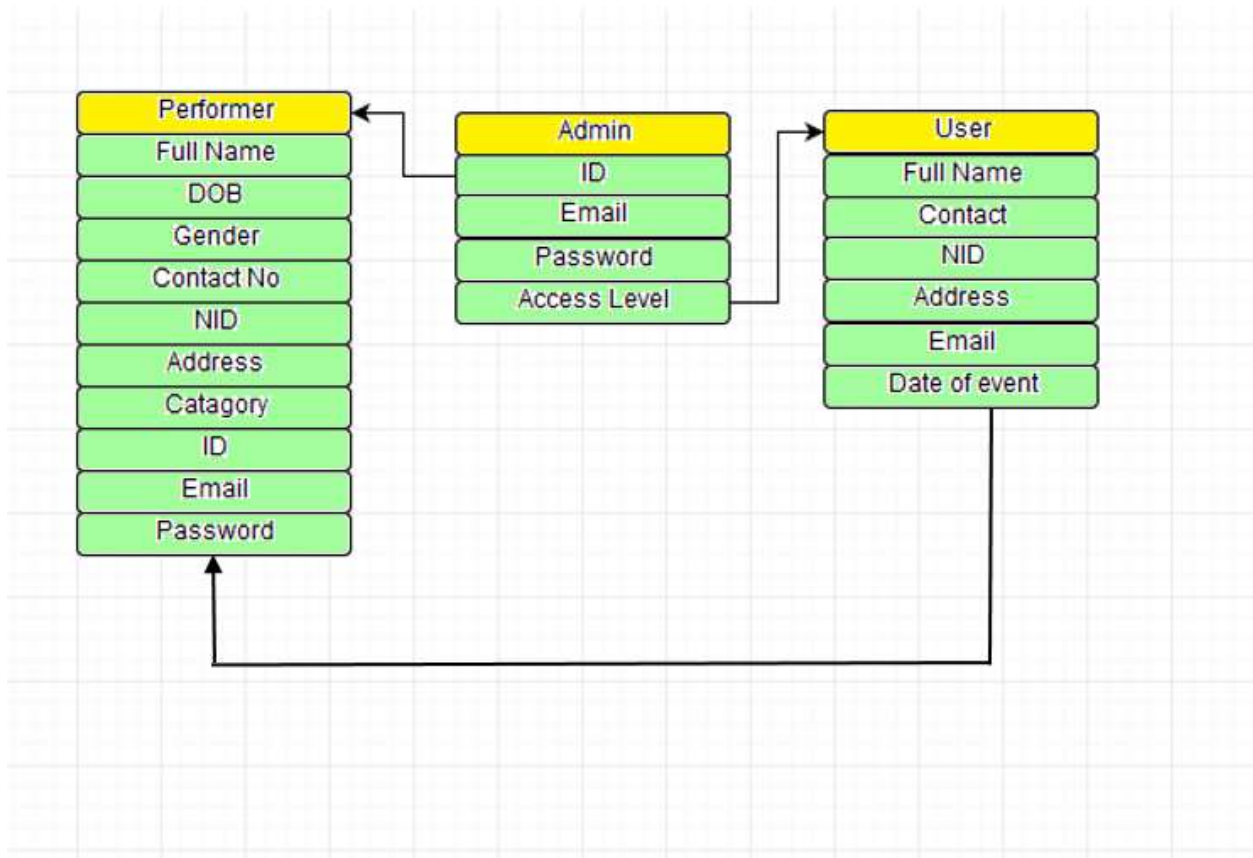 Performer
Full Name
DOB
Gender
Contact No
NID
Address
Catagory
ID
Email
Password
Admin
ID
Email
Password
Access Level
User
Full Name
Contact
NID
Address
Email
Date of event